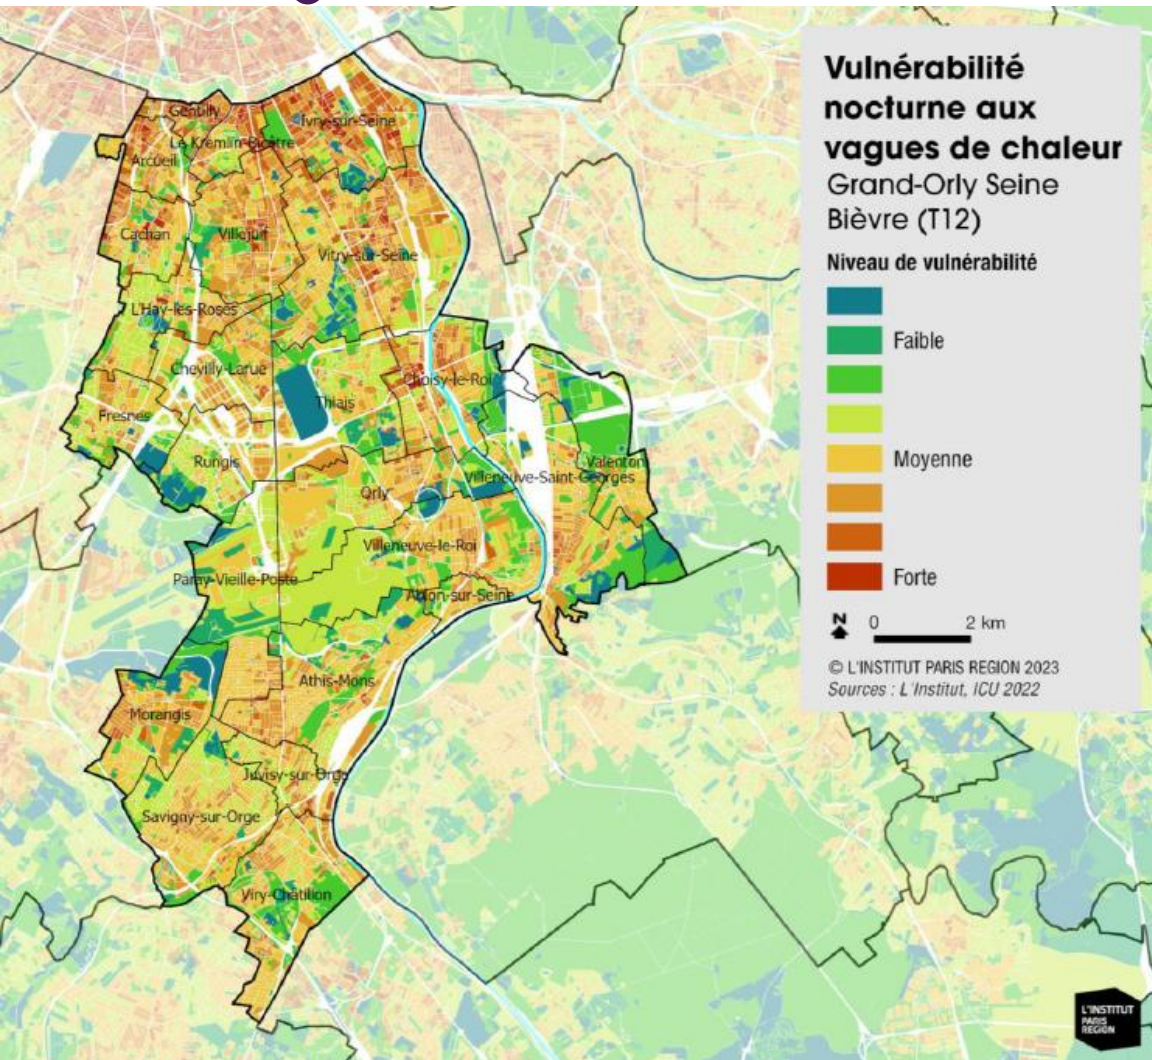 Vulnérabilité
nocturne aux
vagues de chaleur
Grand-Orly Seine
Bièvre (T12)
Niveau de vulnérabilité
Faible
Moyenne
Forte
N
0 2 km
© L'INSTITUT PARIS REGION 2023
Sources : L'Institut, ICU 2022
Gentilly
Ivry-sur-Seine
Le Kremlin-Bicêtre
Arcueil
Cachan
Villejuif
Vitry-sur-Seine
L'Haÿ-les-Roses
Chevilly-Larue
Choisy-le-Roi
Thiais
Fresnes
Rungis
Valenton
Villeneuve-Saint-Georges
Orly
Villeneuve-le-Roi
Paray-Vieille-Poste
Ablon-sur-Seine
Athis-Mons
Morangis
Juvisy-sur-Orge
Savigny-sur-Orge
Viry-Châtillon
L'INSTITUT
PARIS
REGION